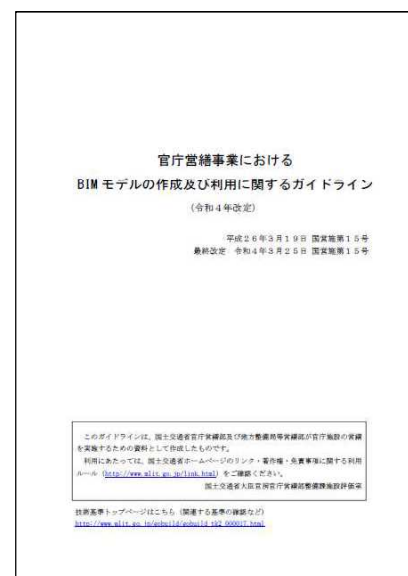 官庁営繕事業における
BIMモデルの作成及び利用に関するガイドライン
(令和４年改定)
平成２６年３月１９日 国営施第１５号
最終改定 令和４年３月２５日 国営施第１５号
このガイドラインは、国土交通省官庁営繕部及び地方整備局等営繕部が官庁施設の営繕
を実施するための資料として作成したものです。
利用にあたっては、国土交通省ホームページのリンク・著作権・免責事項に関する利用
ルール (http://www.mlit.go.jp/link.html) をご確認ください。
国土交通省大臣官房官庁営繕部整備課施設評価室
技術基準トップページはこちら (関連する基準の確認など)
http://www.mlit.go.jp/gobuild/gobuild_tk2_000017.html